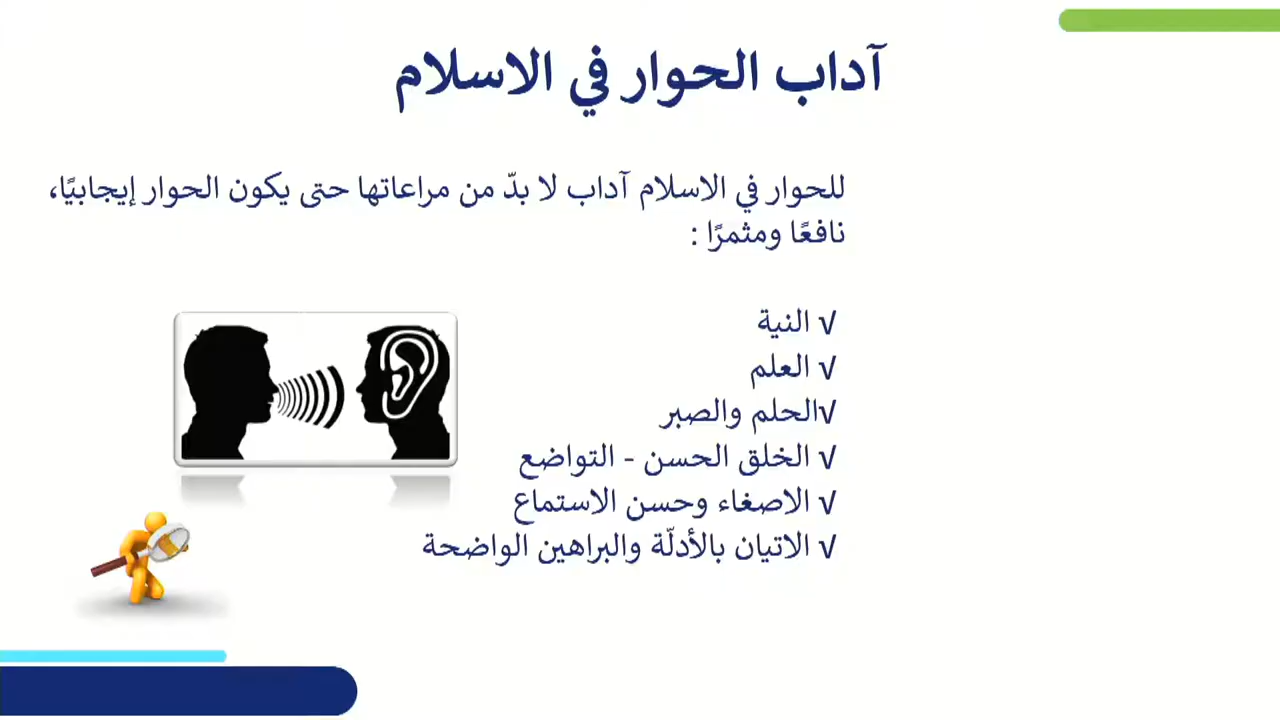 آداب الحوار في الاسلام
للحوار في الاسلام آداب لا بدّ من مراعاتها حتى يكون الحوار إيجابيًا،
نافعًا ومثمرًا :
√ النية
√ العلم
√الحلم والصبر
√ الخلق الحسن - التواضع
√ الاصغاء وحسن الاستماع
√ الاتيان بالأدلّة والبراهين الواضحة